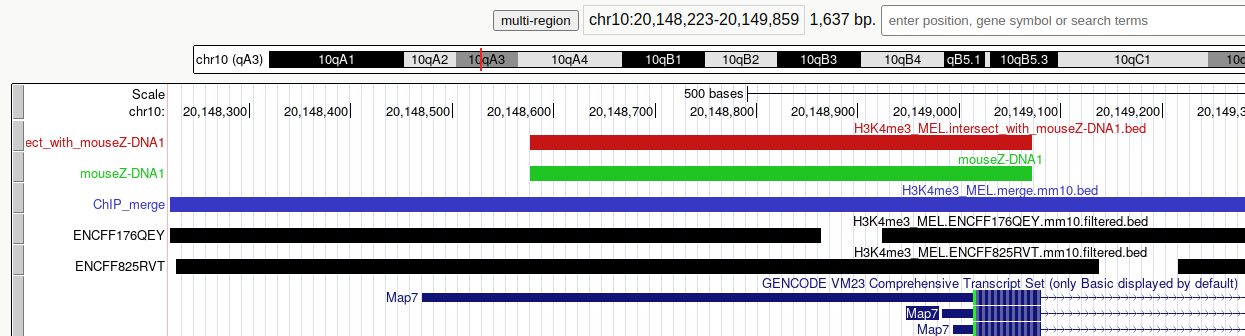 multi-region chr10:20,148,223-20,149,859 1,637 bp. enter position, gene symbol or search terms
chr10 (qA3) 10qA1 10qA2 10qA3 10qA4 10qB1 10qB2 10qB3 10qB4 qB5.1 10qB5.3 10qC1 10q
Scale 500 bases
chr10: 20,148,300 20,148,400 20,148,500 20,148,600 20,148,700 20,148,800 20,148,900 20,149,000 20,149,100 20,149,200 20,149,3
H3K4me3_MEL.intersect_with_mouseZ-DNA1.bed
ect_with_mouseZ-DNA1
mouseZ-DNA1
mouseZ-DNA1
H3K4me3_MEL.merge.mm10.bed
ChIP_merge
H3K4me3_MEL.ENCFF176QEY.mm10.filtered.bed
ENCFF176QEY
H3K4me3_MEL.ENCFF825RVT.mm10.filtered.bed
ENCFF825RVT
GENCODE VM23 Comprehensive Transcript Set (only Basic displayed by default)
Map7
Map7
Map7